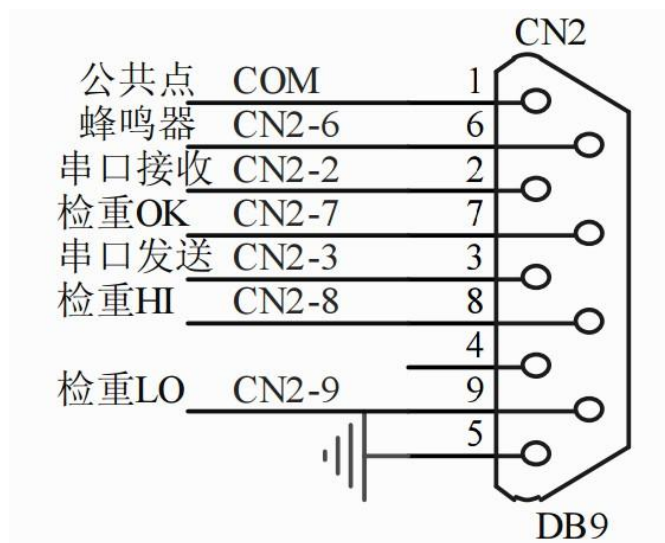 CN2
公共点 COM 1
蜂鸣器 CN2-6 6
串口接收 CN2-2 2
检重OK CN2-7 7
串口发送 CN2-3 3
检重HI CN2-8 8
4
检重LO CN2-9 9
5
DB9